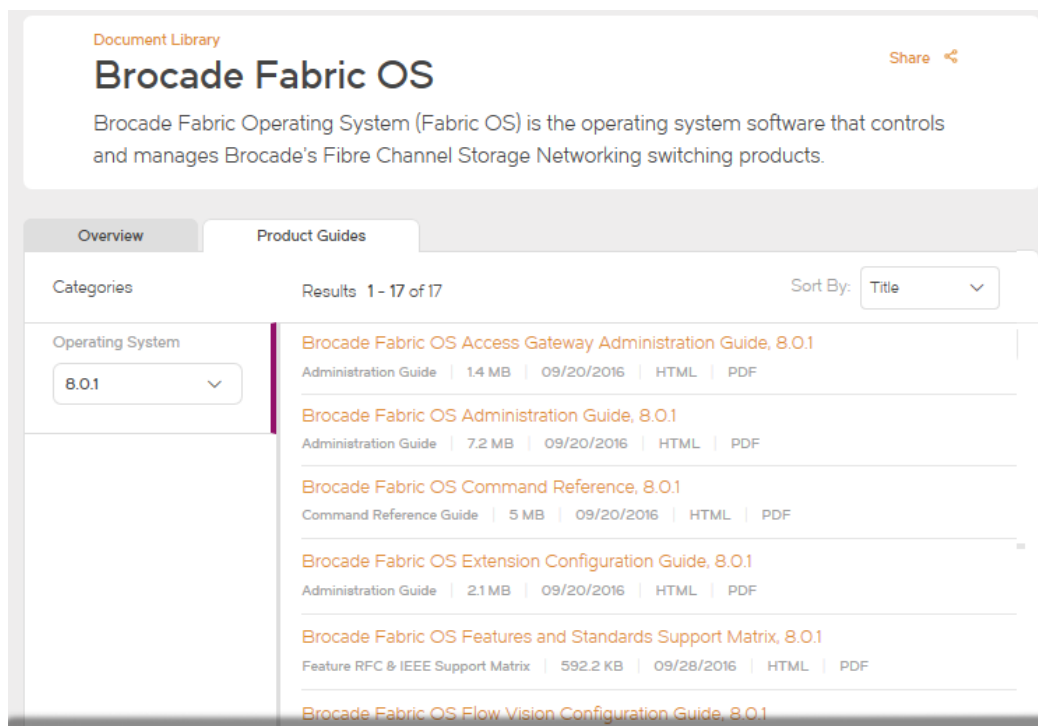 Document Library
Share
Brocade Fabric OS
Brocade Fabric Operating System (Fabric OS) is the operating system software that controls
and manages Brocade's Fibre Channel Storage Networking switching products.
Overview
Product Guides
Categories
Results 1 - 17 of 17
Sort By: Title
Operating System
8.0.1
Brocade Fabric OS Access Gateway Administration Guide, 8.0.1
Administration Guide | 1.4 MB | 09/20/2016 | HTML | PDF
Brocade Fabric OS Administration Guide, 8.0.1
Administration Guide | 7.2 MB | 09/20/2016 | HTML | PDF
Brocade Fabric OS Command Reference, 8.0.1
Command Reference Guide | 5 MB | 09/20/2016 | HTML | PDF
Brocade Fabric OS Extension Configuration Guide, 8.0.1
Administration Guide | 2.1 MB | 09/20/2016 | HTML | PDF
Brocade Fabric OS Features and Standards Support Matrix, 8.0.1
Feature RFC & IEEE Support Matrix | 592.2 KB | 09/28/2016 | HTML | PDF
Brocade Fabric OS Flow Vision Configuration Guide, 8.0.1